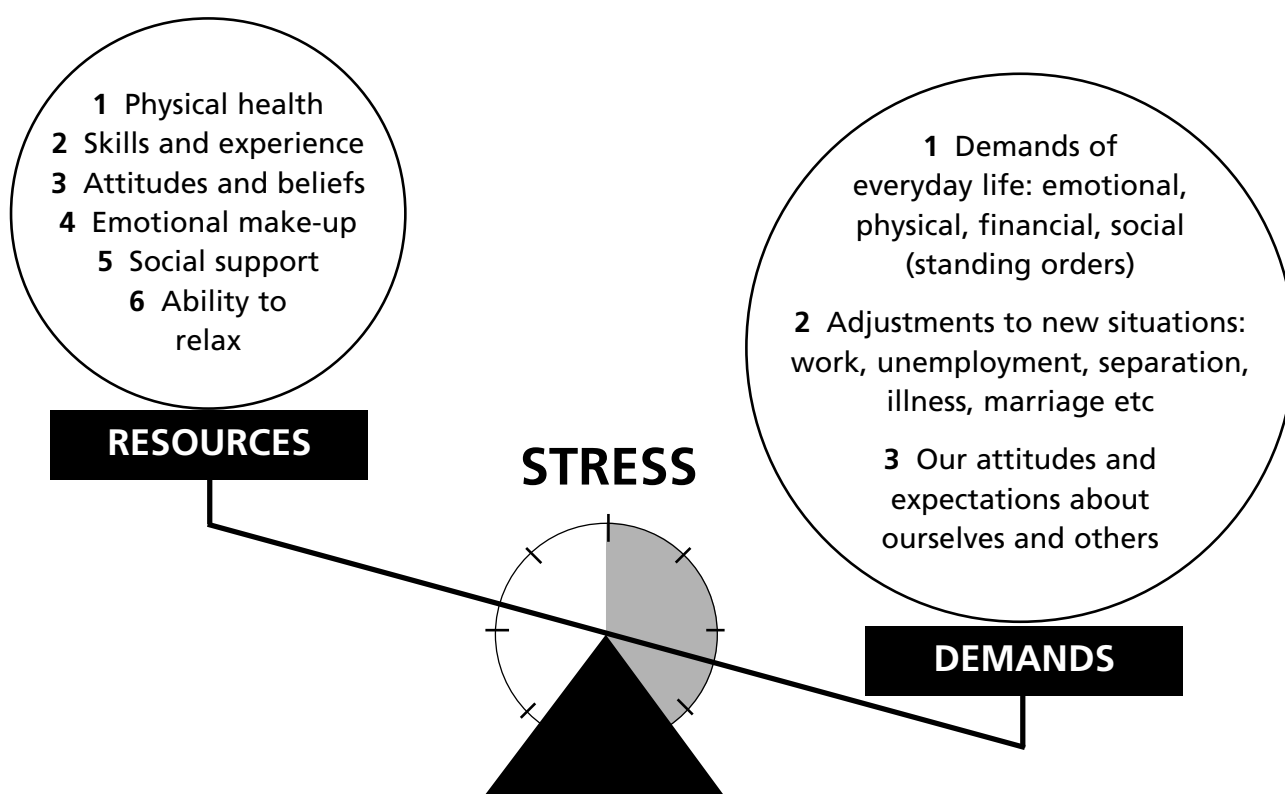 1 Physical health
2 Skills and experience
3 Attitudes and beliefs
4 Emotional make-up
5 Social support
6 Ability to
relax
RESOURCES
STRESS
1 Demands of
everyday life: emotional,
physical, financial, social
(standing orders)
2 Adjustments to new situations:
work, unemployment, separation,
illness, marriage etc
3 Our attitudes and
expectations about
ourselves and others
DEMANDS